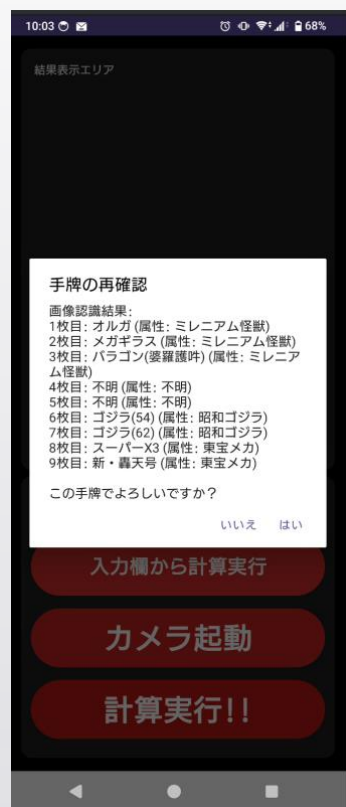 10:03 68%
結果表示エリア
手牌の再確認
画像認識結果:
1枚目: オルガ (属性: ミレニアム怪獣)
2枚目: メガギラス (属性: ミレニアム怪獣)
3枚目: バラゴン(婆羅護吽) (属性: ミレニア
ム怪獣)
4枚目: 不明 (属性: 不明)
5枚目: 不明 (属性: 不明)
6枚目: ゴジラ(54) (属性: 昭和ゴジラ)
7枚目: ゴジラ(62) (属性: 昭和ゴジラ)
8枚目: スーパーX3 (属性: 東宝メカ)
9枚目: 新・轟天号 (属性: 東宝メカ)
この手牌でよろしいですか？
いいえ はい
入力欄から計算実行
カメラ起動
計算実行!!